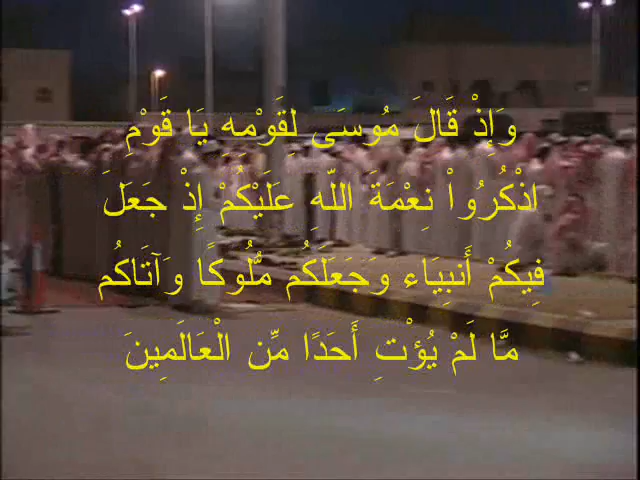 وَإِذْ قَالَ مُوسَى لِقَوْمِهِ يَا قَوْمِ
اذْكُرُواْ نِعْمَةَ اللّهِ عَلَيْكُمْ إِذْ جَعَلَ
فِيكُمْ أَنبِيَاء وَجَعَلَكُم مُّلُوكًا وَآتَاكُم
مَّا لَمْ يُؤْتِ أَحَدًا مِّن الْعَالَمِينَ